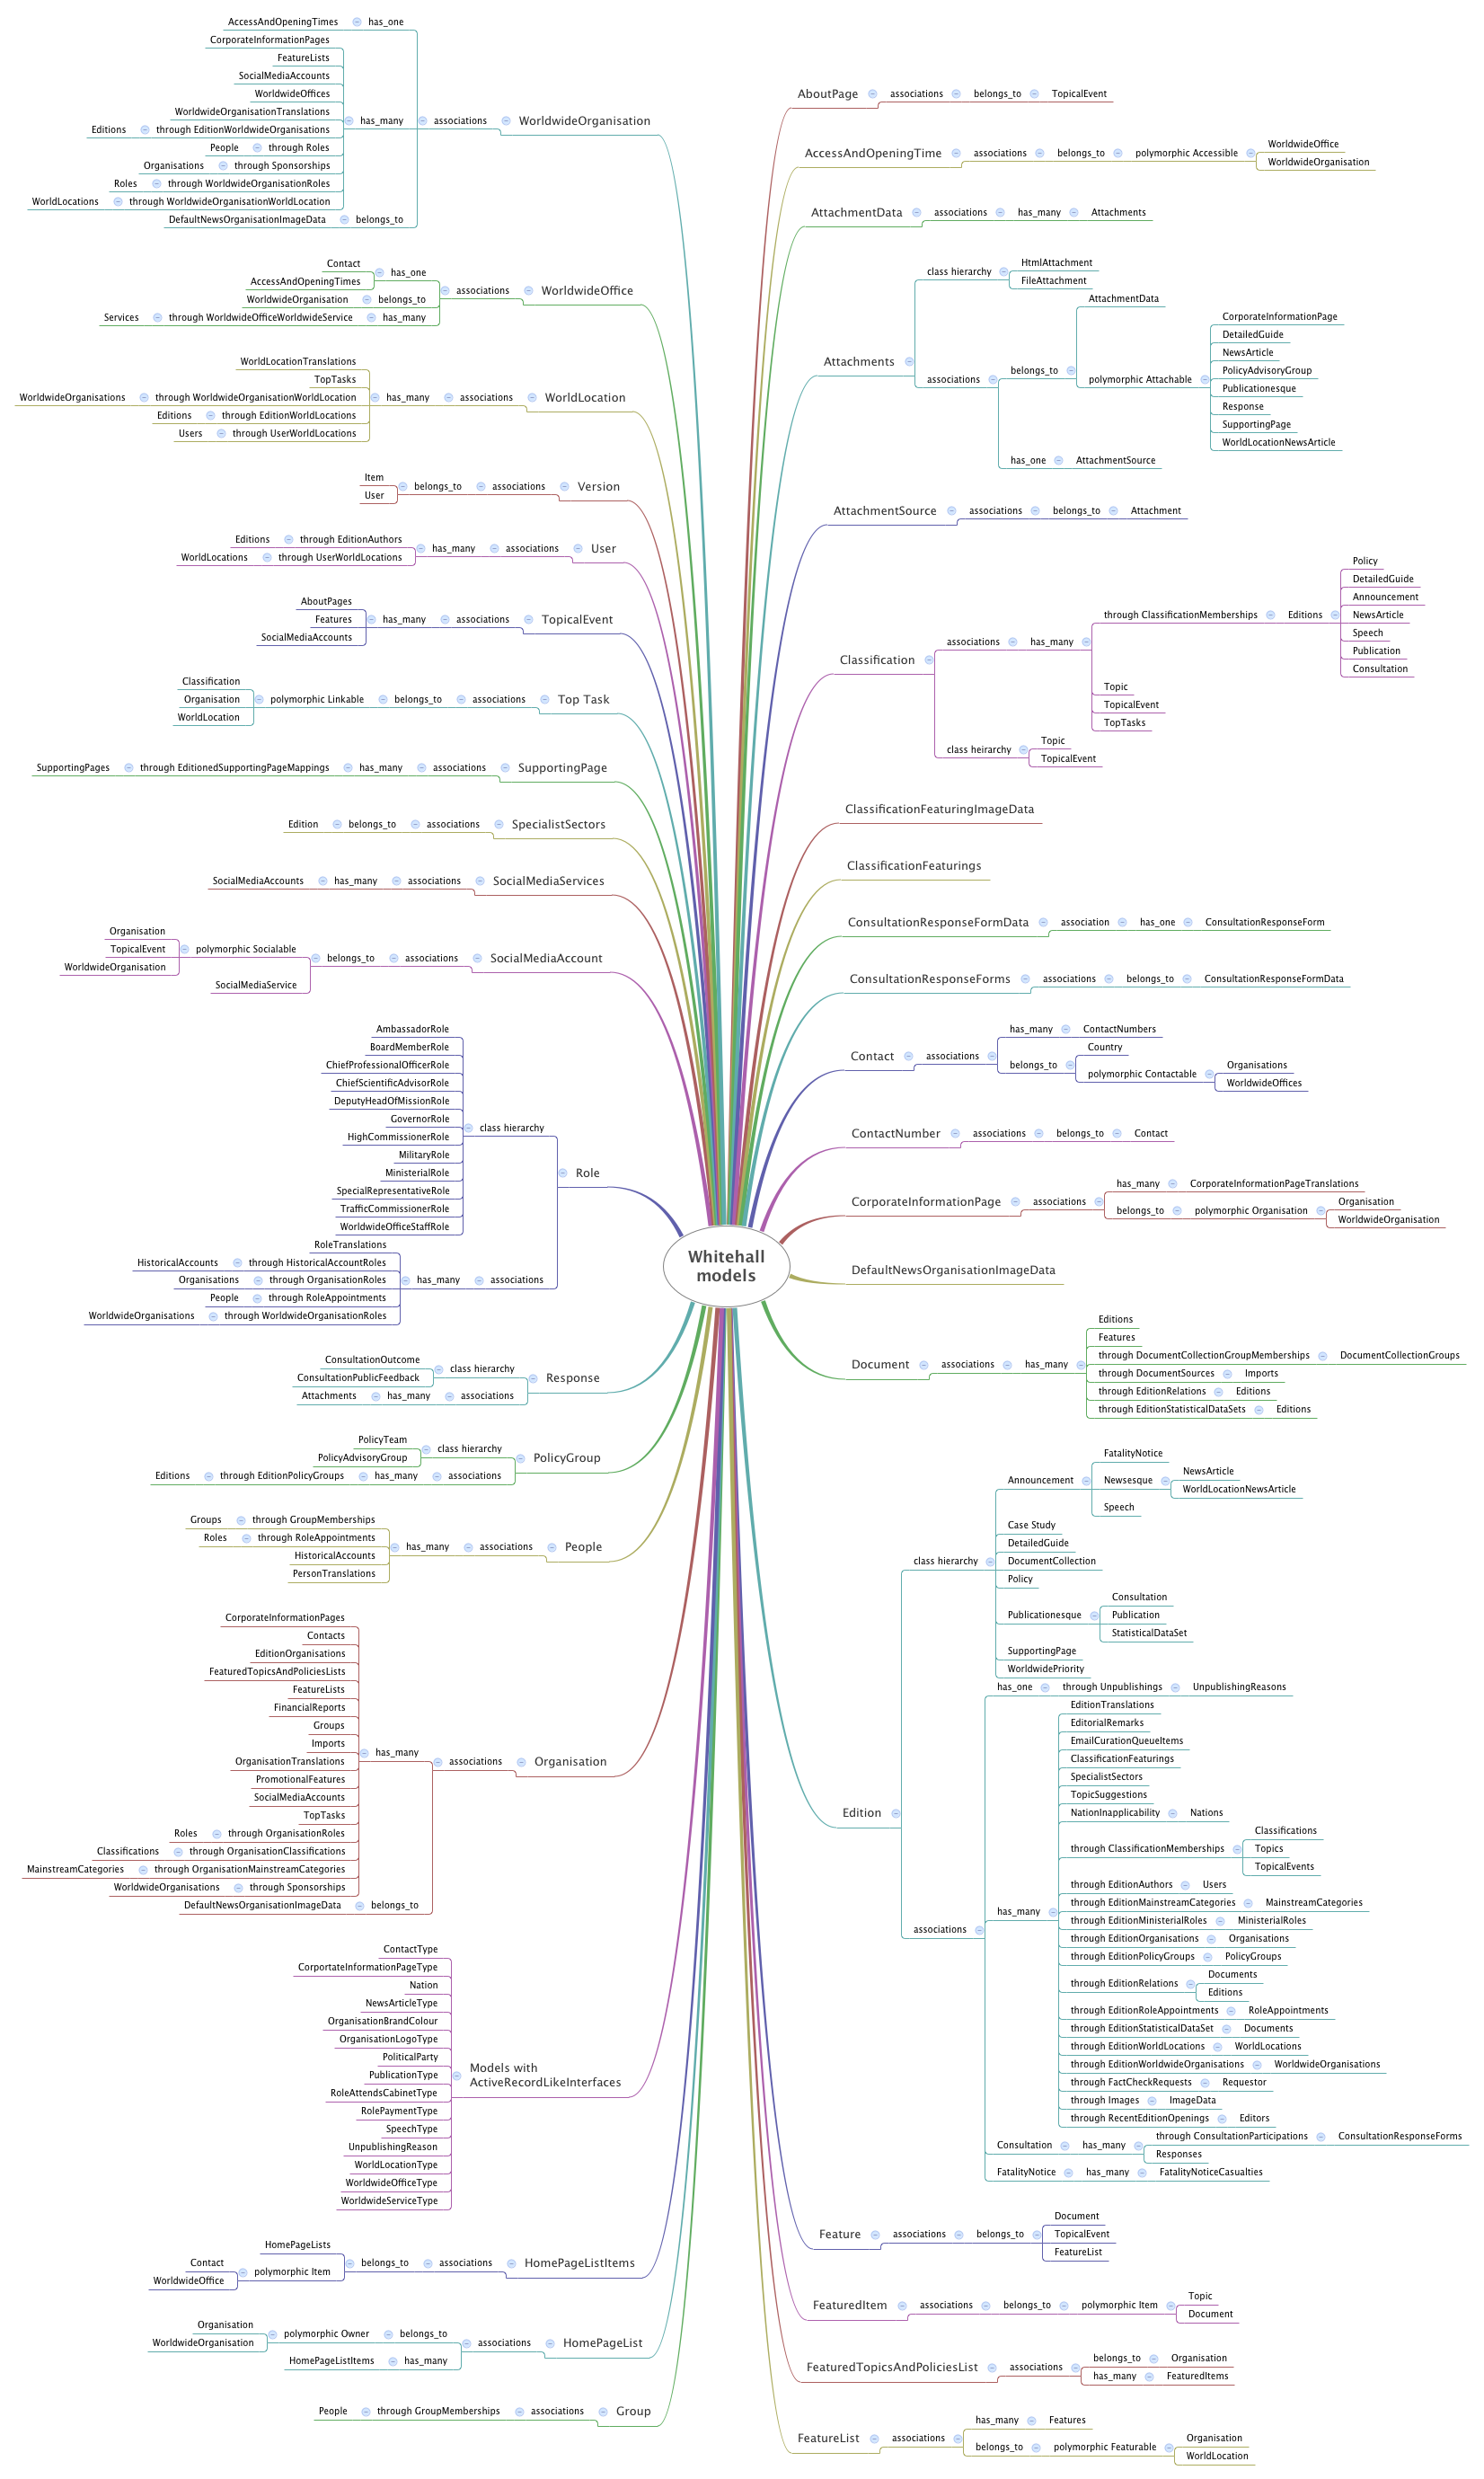 Whitehall
models
AboutPage
associations
belongs_to
TopicalEvent
AccessAndOpeningTime
associations
belongs_to
polymorphic Accessible
WorldwideOffice
WorldwideOrganisation
AttachmentData
associations
has_many
Attachments
Attachments
class hierarchy
HtmlAttachment
FileAttachment
associations
belongs_to
AttachmentData
polymorphic Attachable
CorporateInformationPage
DetailedGuide
NewsArticle
PolicyAdvisoryGroup
Publicationesque
Response
SupportingPage
WorldLocationNewsArticle
has_one
AttachmentSource
AttachmentSource
associations
belongs_to
Attachment
Classification
associations
has_many
through ClassificationMemberships
Editions
Policy
DetailedGuide
Announcement
NewsArticle
Speech
Publication
Consultation
Topic
TopicalEvent
TopTasks
class heirarchy
Topic
TopicalEvent
ClassificationFeaturingImageData
ClassificationFeaturings
ConsultationResponseFormData
association
has_one
ConsultationResponseForm
ConsultationResponseForms
associations
belongs_to
ConsultationResponseFormData
Contact
associations
has_many
ContactNumbers
belongs_to
Country
polymorphic Contactable
Organisations
WorldwideOffices
ContactNumber
associations
belongs_to
Contact
CorporateInformationPage
associations
has_many
CorporateInformationPageTranslations
belongs_to
polymorphic Organisation
Organisation
WorldwideOrganisation
DefaultNewsOrganisationImageData
Document
associations
has_many
Editions
Features
through DocumentCollectionGroupMemberships
DocumentCollectionGroups
through DocumentSources
Imports
through EditionRelations
Editions
through EditionStatisticalDataSets
Editions
Edition
class hierarchy
Announcement
FatalityNotice
Newsesque
NewsArticle
WorldLocationNewsArticle
Speech
Case Study
DetailedGuide
DocumentCollection
Policy
Publicationesque
Consultation
Publication
StatisticalDataSet
SupportingPage
WorldwidePriority
associations
has_one
through Unpublishings
UnpublishingReasons
has_many
EditionTranslations
EditorialRemarks
EmailCurationQueueItems
ClassificationFeaturings
SpecialistSectors
TopicSuggestions
NationInapplicability
Nations
through ClassificationMemberships
Classifications
Topics
TopicalEvents
through EditionAuthors
Users
through EditionMainstreamCategories
MainstreamCategories
through EditionMinisterialRoles
MinisterialRoles
through EditionOrganisations
Organisations
through EditionPolicyGroups
PolicyGroups
through EditionRelations
Documents
Editions
through EditionRoleAppointments
RoleAppointments
through EditionStatisticalDataSet
Documents
through EditionWorldLocations
WorldLocations
through EditionWorldwideOrganisations
WorldwideOrganisations
through FactCheckRequests
Requestor
through Images
ImageData
through RecentEditionOpenings
Editors
Consultation
has_many
through ConsultationParticipations
ConsultationResponseForms
Responses
FatalityNotice
has_many
FatalityNoticeCasualties
Feature
associations
belongs_to
Document
TopicalEvent
FeatureList
FeaturedItem
associations
belongs_to
polymorphic Item
Topic
Document
FeaturedTopicsAndPoliciesList
associations
belongs_to
Organisation
has_many
FeaturedItems
FeatureList
associations
has_many
Features
belongs_to
polymorphic Featurable
Organisation
WorldLocation
WorldwideOrganisation
associations
has_one
AccessAndOpeningTimes
has_many
CorporateInformationPages
FeatureLists
SocialMediaAccounts
WorldwideOffices
WorldwideOrganisationTranslations
through EditionWorldwideOrganisations
Editions
through Roles
People
through Sponsorships
Organisations
through WorldwideOrganisationRoles
Roles
through WorldwideOrganisationWorldLocation
WorldLocations
belongs_to
DefaultNewsOrganisationImageData
WorldwideOffice
associations
has_one
Contact
AccessAndOpeningTimes
belongs_to
WorldwideOrganisation
has_many
through WorldwideOfficeWorldwideService
Services
WorldLocation
associations
has_many
WorldLocationTranslations
TopTasks
through WorldwideOrganisationWorldLocation
WorldwideOrganisations
through EditionWorldLocations
Editions
through UserWorldLocations
Users
Version
associations
belongs_to
Item
User
User
associations
has_many
through EditionAuthors
Editions
through UserWorldLocations
WorldLocations
TopicalEvent
associations
has_many
AboutPages
Features
SocialMediaAccounts
Top Task
associations
belongs_to
polymorphic Linkable
Classification
Organisation
WorldLocation
SupportingPage
associations
has_many
through EditionedSupportingPageMappings
SupportingPages
SpecialistSectors
associations
belongs_to
Edition
SocialMediaServices
associations
has_many
SocialMediaAccounts
SocialMediaAccount
associations
belongs_to
polymorphic Socialable
Organisation
TopicalEvent
WorldwideOrganisation
SocialMediaService
Role
class hierarchy
AmbassadorRole
BoardMemberRole
ChiefProfessionalOfficerRole
ChiefScientificAdvisorRole
DeputyHeadOfMissionRole
GovernorRole
HighCommissionerRole
MilitaryRole
MinisterialRole
SpecialRepresentativeRole
TrafficCommissionerRole
WorldwideOfficeStaffRole
associations
has_many
RoleTranslations
through HistoricalAccountRoles
HistoricalAccounts
through OrganisationRoles
Organisations
through RoleAppointments
People
through WorldwideOrganisationRoles
WorldwideOrganisations
Response
class hierarchy
ConsultationOutcome
ConsultationPublicFeedback
associations
has_many
Attachments
PolicyGroup
class hierarchy
PolicyTeam
PolicyAdvisoryGroup
associations
has_many
through EditionPolicyGroups
Editions
People
associations
has_many
through GroupMemberships
Groups
through RoleAppointments
Roles
HistoricalAccounts
PersonTranslations
Organisation
associations
has_many
CorporateInformationPages
Contacts
EditionOrganisations
FeaturedTopicsAndPoliciesLists
FeatureLists
FinancialReports
Groups
Imports
OrganisationTranslations
PromotionalFeatures
SocialMediaAccounts
TopTasks
through OrganisationRoles
Roles
through OrganisationClassifications
Classifications
through OrganisationMainstreamCategories
MainstreamCategories
through Sponsorships
WorldwideOrganisations
belongs_to
DefaultNewsOrganisationImageData
Models with
ActiveRecordLikeInterfaces
ContactType
CorportateInformationPageType
Nation
NewsArticleType
OrganisationBrandColour
OrganisationLogoType
PoliticalParty
PublicationType
RoleAttendsCabinetType
RolePaymentType
SpeechType
UnpublishingReason
WorldLocationType
WorldwideOfficeType
WorldwideServiceType
HomePageListItems
associations
belongs_to
HomePageLists
polymorphic Item
Contact
WorldwideOffice
HomePageList
associations
belongs_to
polymorphic Owner
Organisation
WorldwideOrganisation
has_many
HomePageListItems
Group
associations
through GroupMemberships
People